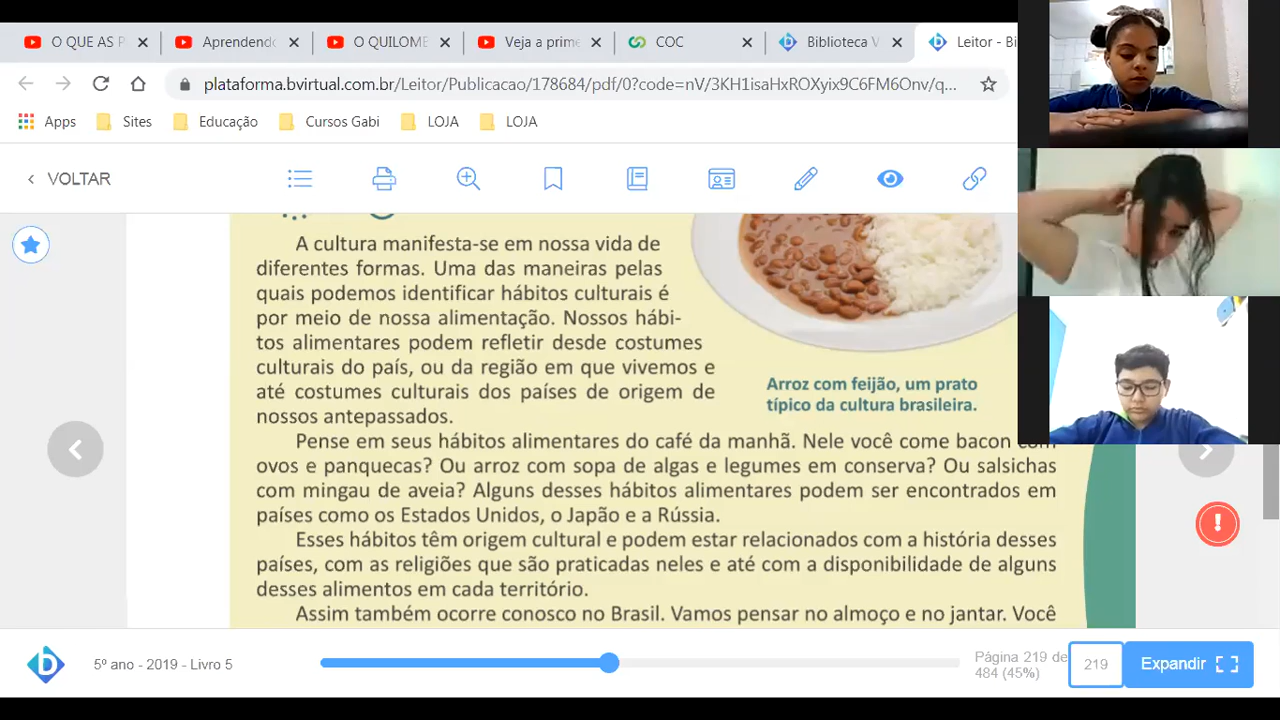 O QUE AS P
Aprendendo
O QUILOME
Veja a prime
COC
Biblioteca V
Leitor - Bi
plataforma.bvirtual.com.br/Leitor/Publicacao/178684/pdf/0?code=nV/3KH1isaHxROXyix9C6FM6Onv/q...
Apps
Sites
Educação
Cursos Gabi
LOJA
LOJA
VOLTAR
A cultura manifesta-se em nossa vida de
diferentes formas. Uma das maneiras pelas
quais podemos identificar hábitos culturais é
por meio de nossa alimentação. Nossos hábi-
tos alimentares podem refletir desde costumes
culturais do país, ou da região em que vivemos e
até costumes culturais dos países de origem de
nossos antepassados.
Arroz com feijão, um prato
típico da cultura brasileira.
Pense em seus hábitos alimentares do café da manhã. Nele você come bacon com
ovos e panquecas? Ou arroz com sopa de algas e legumes em conserva? Ou salsichas
com mingau de aveia? Alguns desses hábitos alimentares podem ser encontrados em
países como os Estados Unidos, o Japão e a Rússia.
Esses hábitos têm origem cultural e podem estar relacionados com a história desses
países, com as religiões que são praticadas neles e até com a disponibilidade de alguns
desses alimentos em cada território.
Assim também ocorre conosco no Brasil. Vamos pensar no almoço e no jantar. Você
5º ano - 2019 - Livro 5
Página 219 de
484 (45%)
219
Expandir